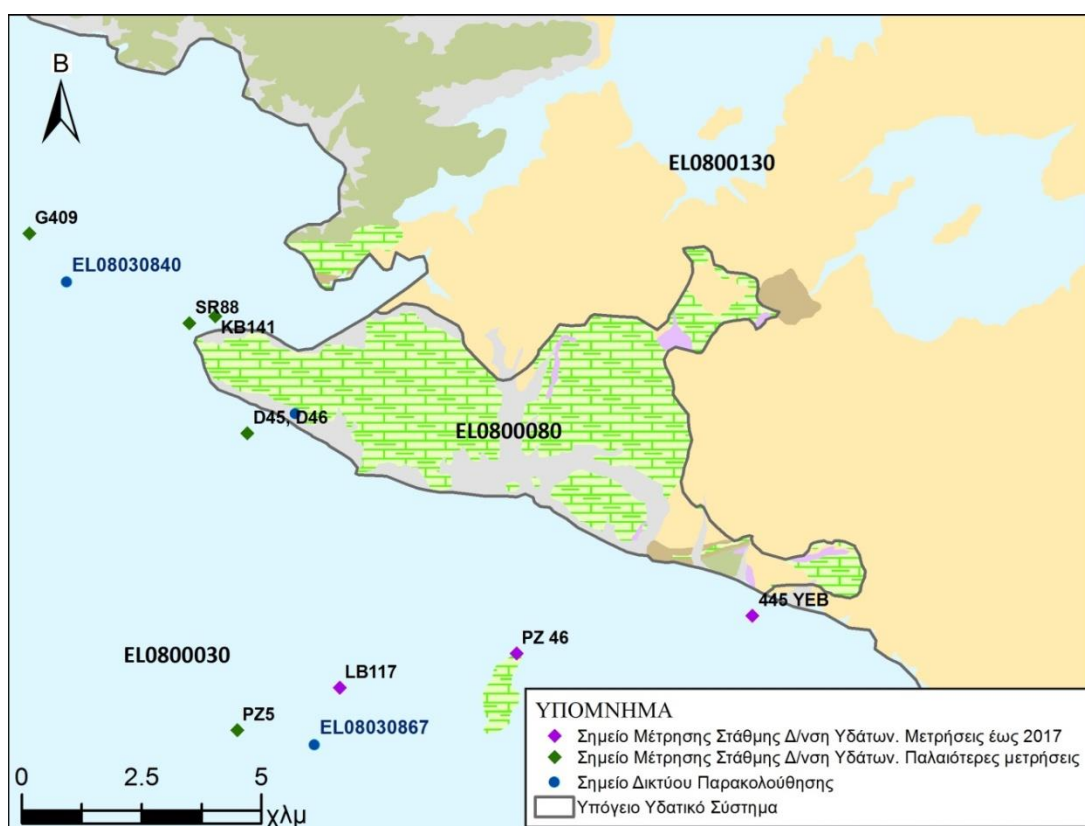 B
EL0800130
G409
EL08030840
SR88
KB141
D45, D46
EL0800080
445 YEB
PZ 46
EL0800030
LB117
PZ5
EL08030867
ΥΠΟΜΝΗΜΑ
Σημείο Μέτρησης Στάθμης Δ/νση Υδάτων. Μετρήσεις έως 2017
Σημείο Μέτρησης Στάθμης Δ/νση Υδάτων. Παλαιότερες μετρήσεις
Σημείο Δικτύου Παρακολούθησης
Υπόγειο Υδατικό Σύστημα
0 2.5 5
χλμ